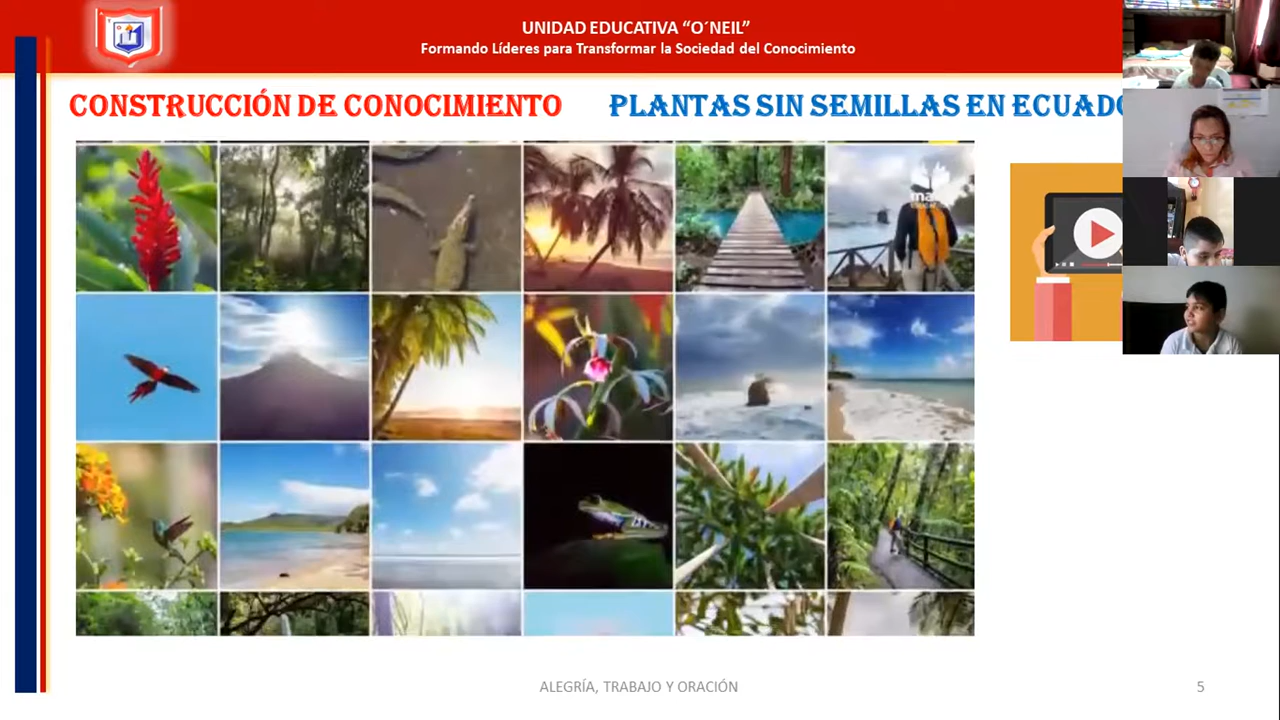 UNIDAD EDUCATIVA “O´NEIL”
Formando Líderes para Transformar la Sociedad del Conocimiento
CONSTRUCCIÓN DE CONOCIMIENTO PLANTAS SIN SEMILLAS EN ECUADO
ALEGRÍA, TRABAJO Y ORACIÓN
5